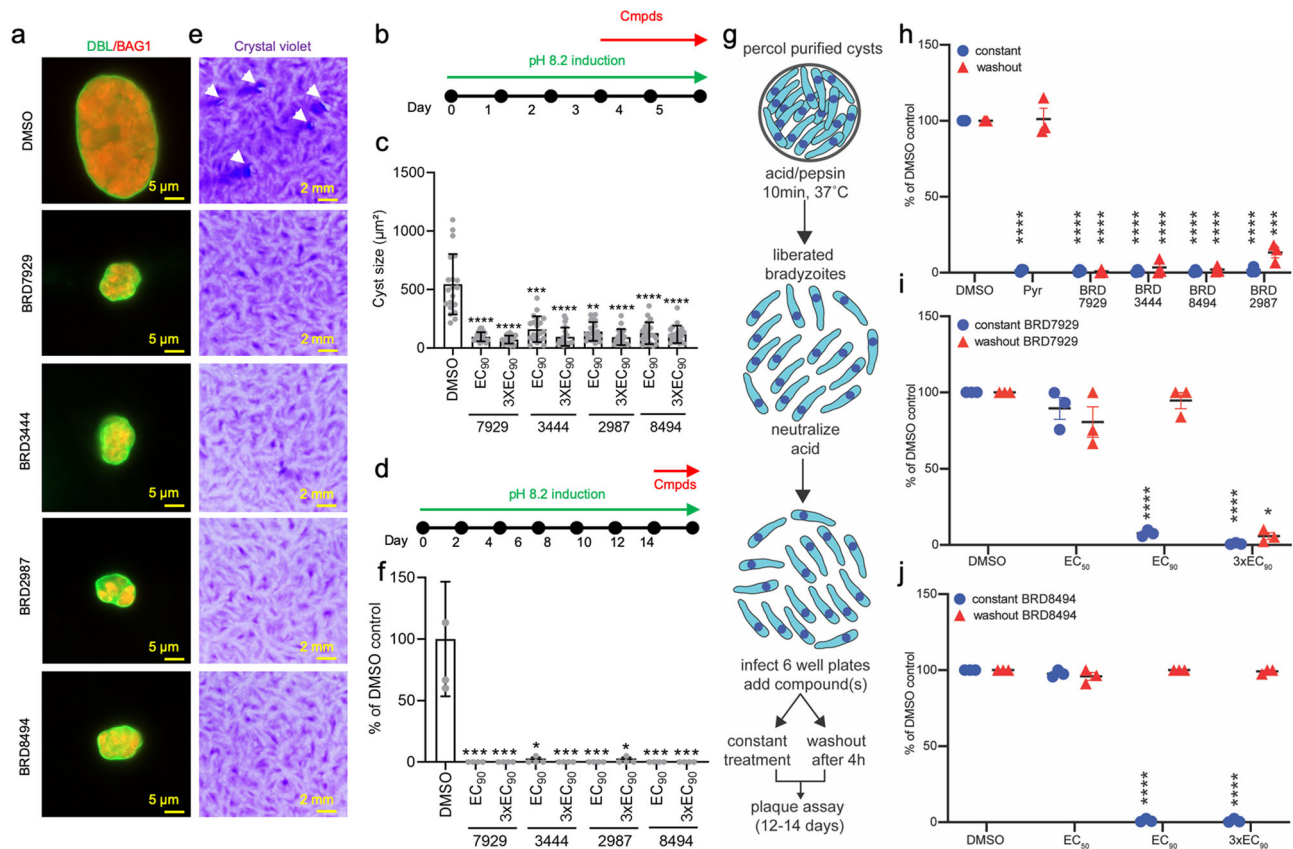 a
DBL/BAG1
DMSO
5 µm
BRD7929
5 µm
BRD3444
5 µm
BRD2987
5 µm
BRD8494
5 µm
e
Crystal violet
2 mm
2 mm
2 mm
2 mm
2 mm
b
Cmpds
pH 8.2 induction
Day 0 1 2 3 4 5
c
Cyst size (µm²)
1500
1000
500
0
*** ** **** ****
**** **** **** ****
DMSO EC90 3XEC90 EC90 3XEC90 EC90 3XEC90 EC90 3XEC90
7929 3444 2987 8494
d
Cmpds
pH 8.2 induction
Day 0 2 4 6 8 10 12 14
f
% of DMSO control
150
100
50
0
*** *** * *** *** * *** ***
DMSO EC90 3xEC90 EC90 3xEC90 EC90 3xEC90 EC90 3xEC90
7929 3444 2987 8494
g
percol purified cysts
acid/pepsin
10min, 37˚C
liberated
bradyzoites
neutralize
acid
infect 6 well plates
add compound(s)
constant
treatment
washout
after 4h
plaque assay
(12-14 days)
h
constant
washout
% of DMSO control
150
100
50
0
**** **** **** **** **** **** **** **** ***
DMSO Pyr BRD BRD BRD BRD
7929 3444 8494 2987
i
constant BRD7929
washout BRD7929
% of DMSO control
150
100
50
0
**** **** *
DMSO EC50 EC90 3xEC90
j
constant BRD8494
washout BRD8494
% of DMSO control
150
100
50
0
**** ****
DMSO EC50 EC90 3xEC90